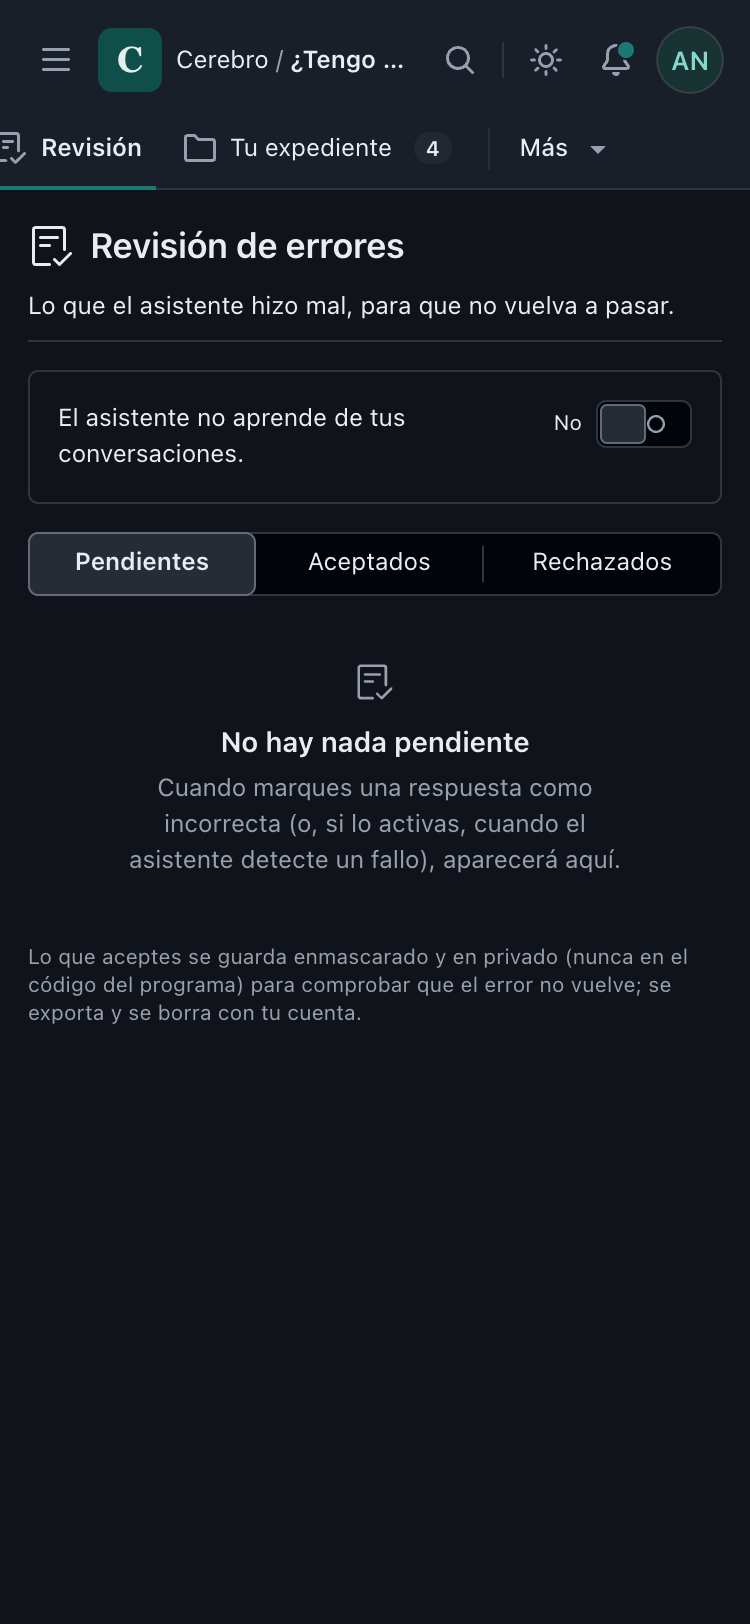 C Cerebro / ¿Tengo ... AN
Revisión Tu expediente 4 Más
Revisión de errores
Lo que el asistente hizo mal, para que no vuelva a pasar.
El asistente no aprende de tus
conversaciones.
No
Pendientes Aceptados Rechazados
No hay nada pendiente
Cuando marques una respuesta como
incorrecta (o, si lo activas, cuando el
asistente detecte un fallo), aparecerá aquí.
Lo que aceptes se guarda enmascarado y en privado (nunca en el
código del programa) para comprobar que el error no vuelve; se
exporta y se borra con tu cuenta.